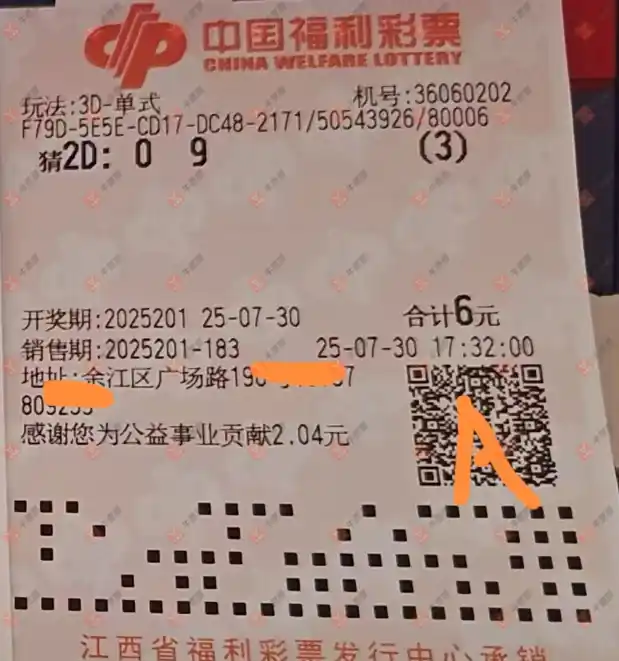 中国福利彩票
CHINA WELFARE LOTTERY
玩法:3D-单式 机号:36060202
F79D-5E5E-CD17-DC48-2171/50543926/80006
猜2D: 0 9 (3)
开奖期:2025201 25-07-30 合计6元
销售期:2025201-183 25-07-30 17:32:00
地址:余江区广场路
感谢您为公益事业贡献2.04元
A
江西省福利彩票发行中心承销